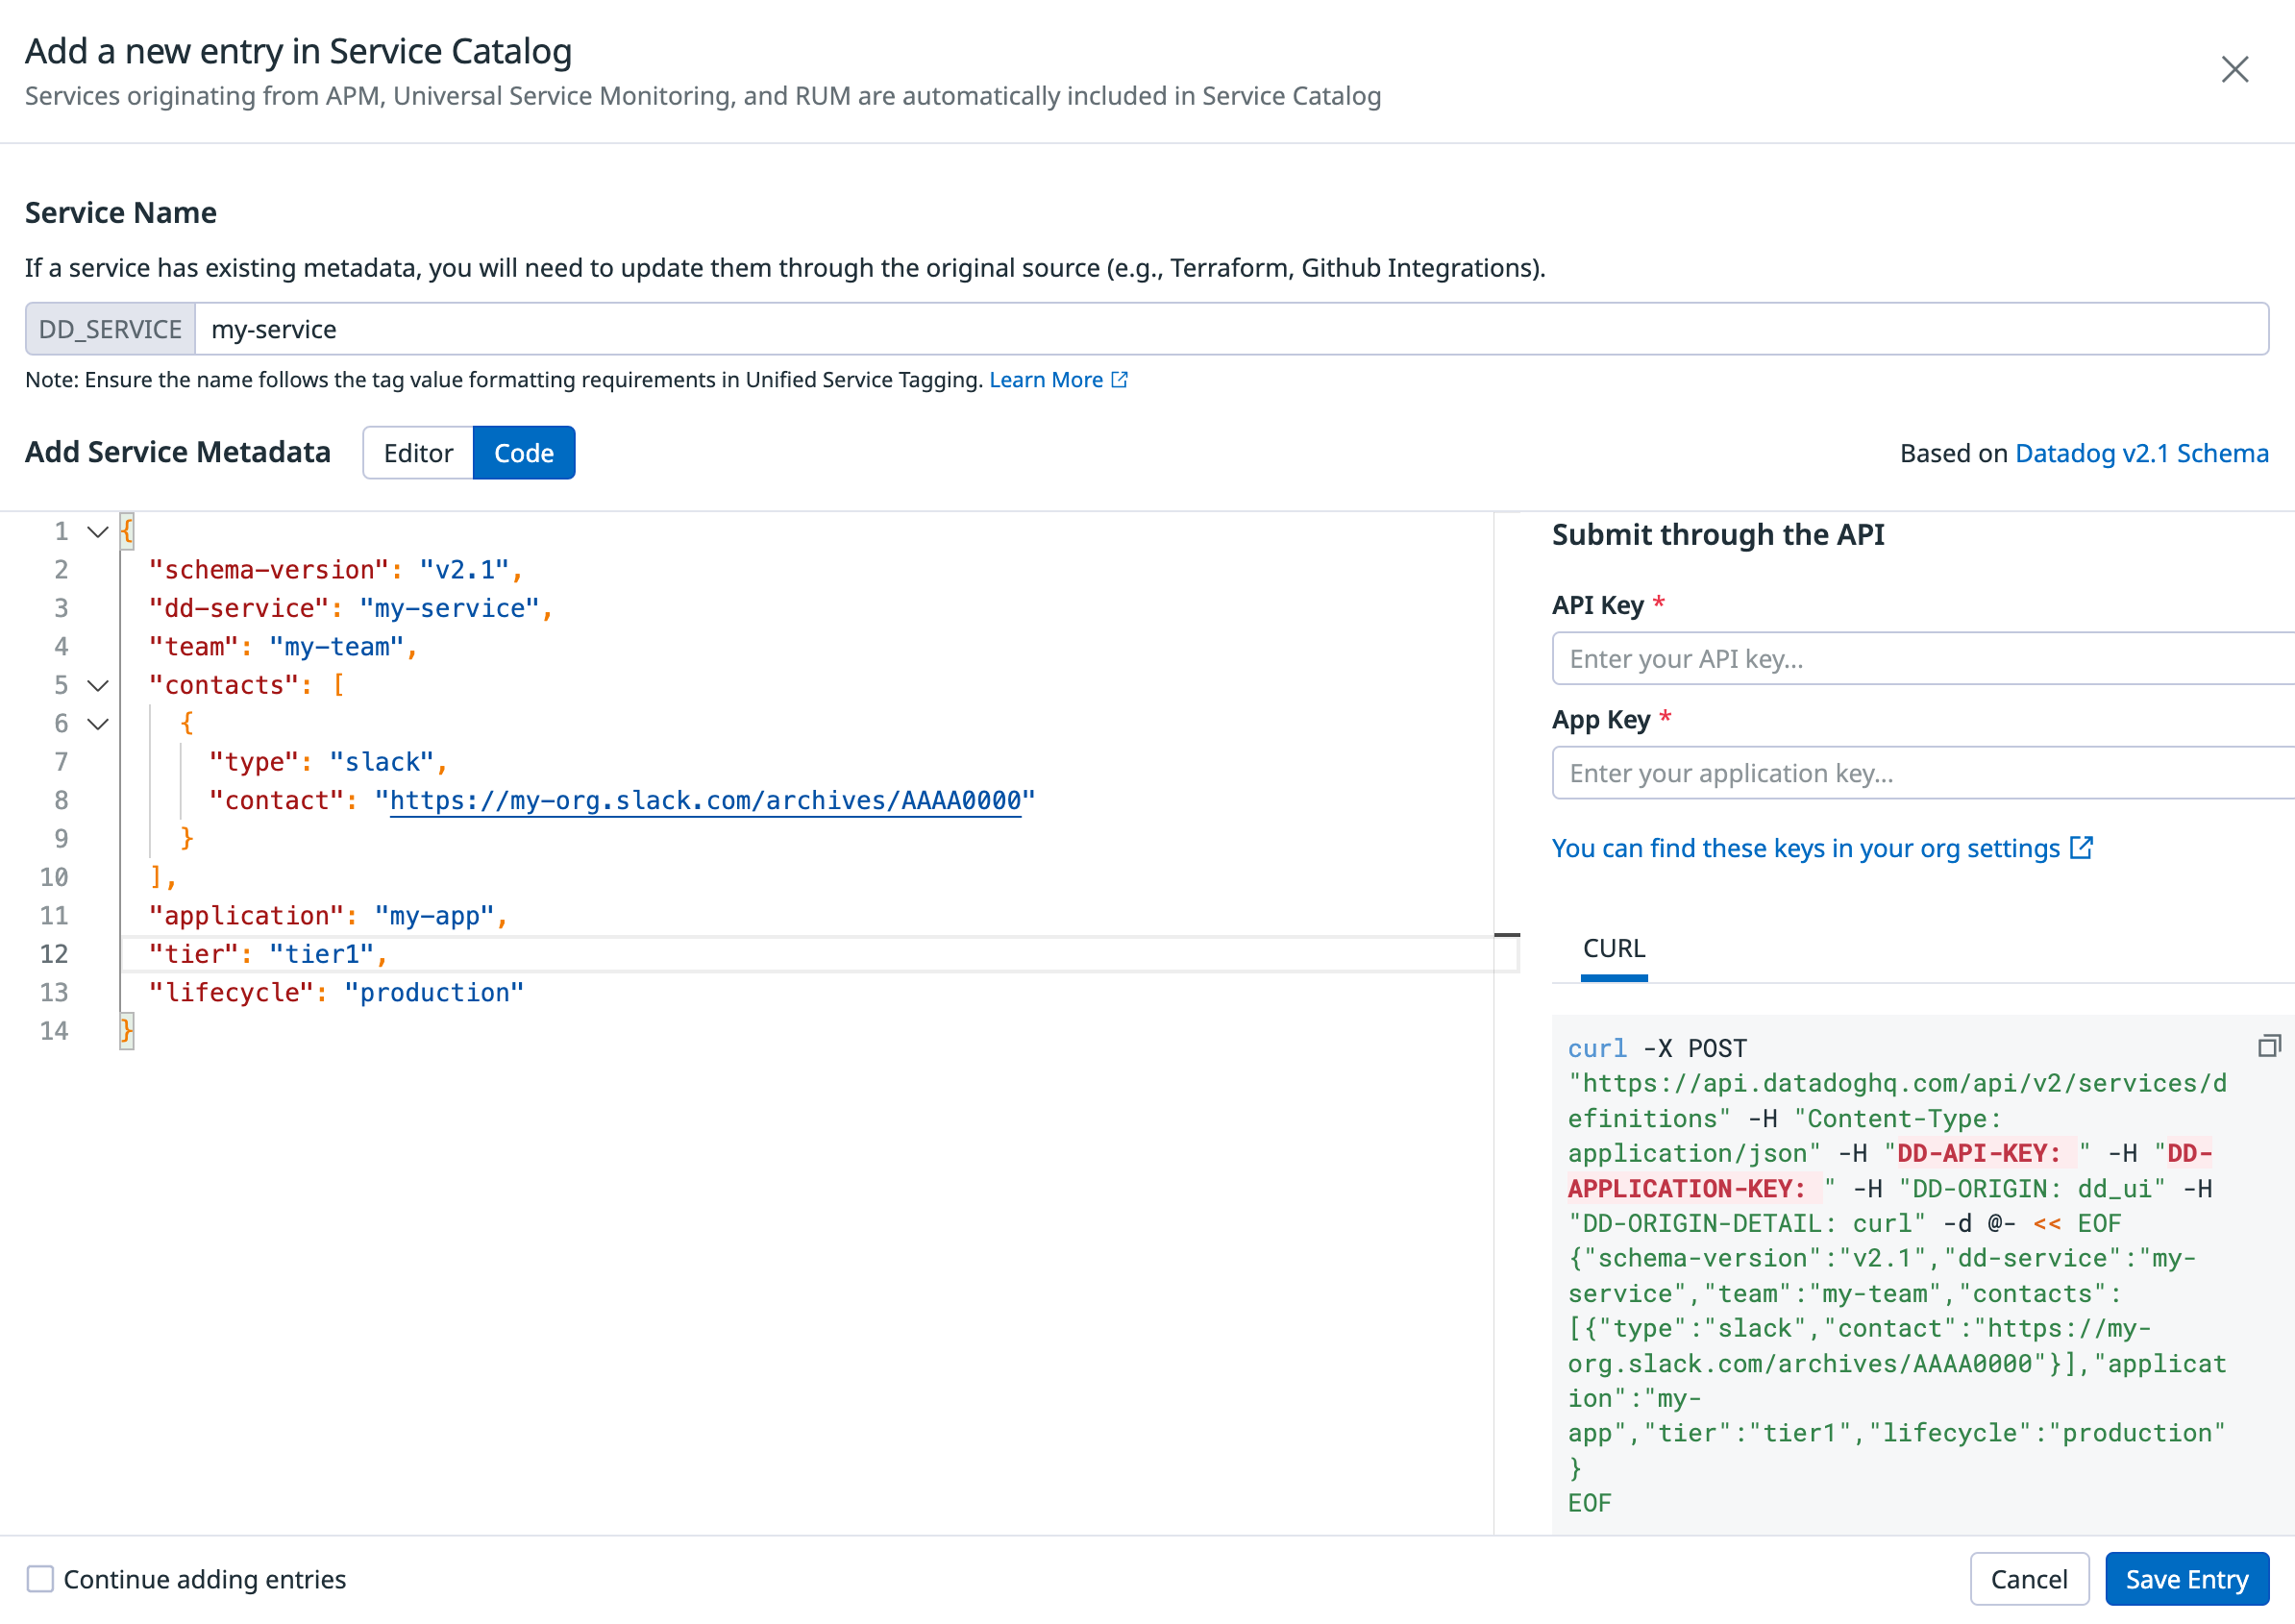 Add a new entry in Service Catalog
Services originating from APM, Universal Service Monitoring, and RUM are automatically included in Service Catalog
Service Name
If a service has existing metadata, you will need to update them through the original source (e.g., Terraform, Github Integrations).
DD_SERVICE my-service
Note: Ensure the name follows the tag value formatting requirements in Unified Service Tagging. Learn More
Add Service Metadata Editor Code Based on Datadog v2.1 Schema
1 {
2 "schema-version": "v2.1",
3 "dd-service": "my-service",
4 "team": "my-team",
5 "contacts": [
6 {
7 "type": "slack",
8 "contact": "https://my-org.slack.com/archives/AAAA0000"
9 }
10 ],
11 "application": "my-app",
12 "tier": "tier1",
13 "lifecycle": "production"
14 }
Submit through the API
API Key *
Enter your API key...
App Key *
Enter your application key...
You can find these keys in your org settings
CURL
curl -X POST
"https://api.datadoghq.com/api/v2/services/d
efinitions" -H "Content-Type:
application/json" -H "DD-API-KEY: " -H "DD-
APPLICATION-KEY: " -H "DD-ORIGIN: dd_ui" -H
"DD-ORIGIN-DETAIL: curl" -d @- << EOF
{"schema-version":"v2.1","dd-service":"my-
service","team":"my-team","contacts":
[{"type":"slack","contact":"https://my-
org.slack.com/archives/AAAA0000"}],"applicat
ion":"my-
app","tier":"tier1","lifecycle":"production"
}
EOF
Continue adding entries
Cancel Save Entry